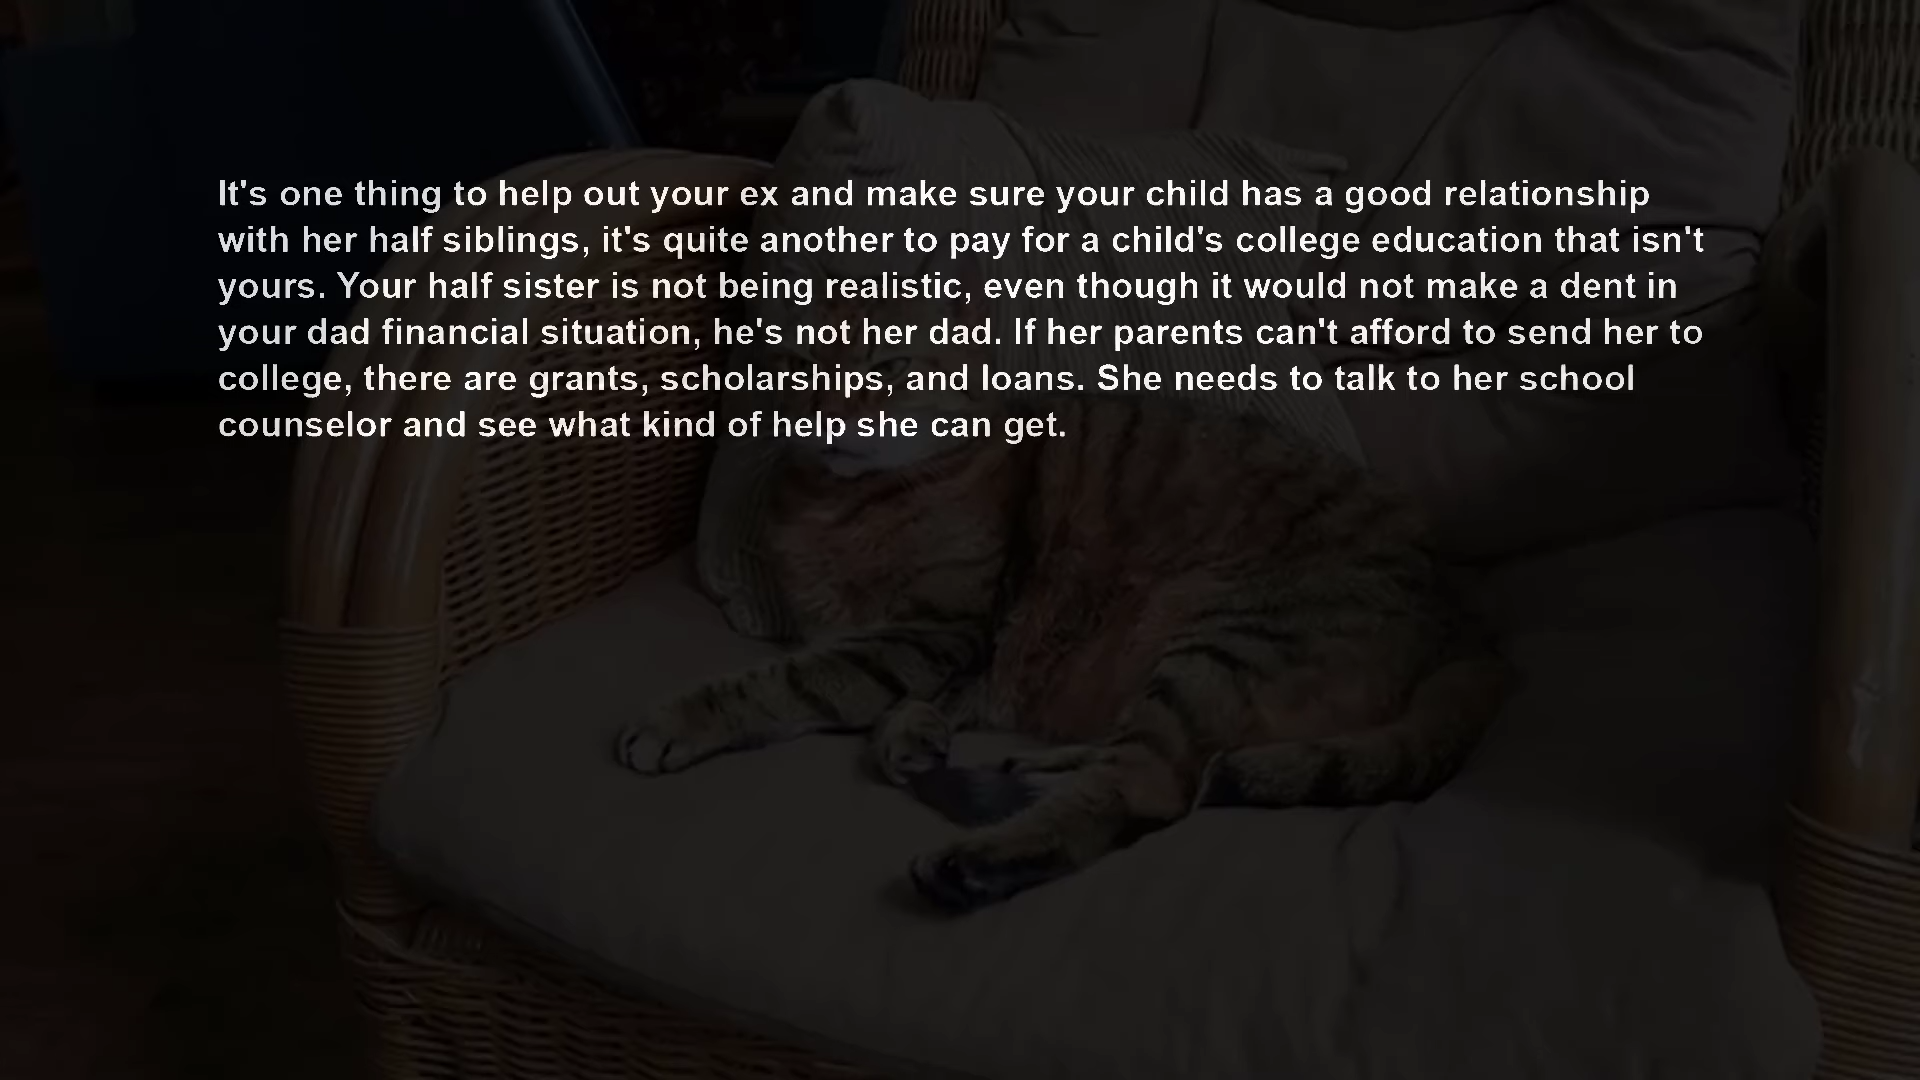 It's one thing to help out your ex and make sure your child has a good relationship
with her half siblings, it's quite another to pay for a child's college education that isn't
yours. Your half sister is not being realistic, even though it would not make a dent in
your dad financial situation, he's not her dad. If her parents can't afford to send her to
college, there are grants, scholarships, and loans. She needs to talk to her school
counselor and see what kind of help she can get.